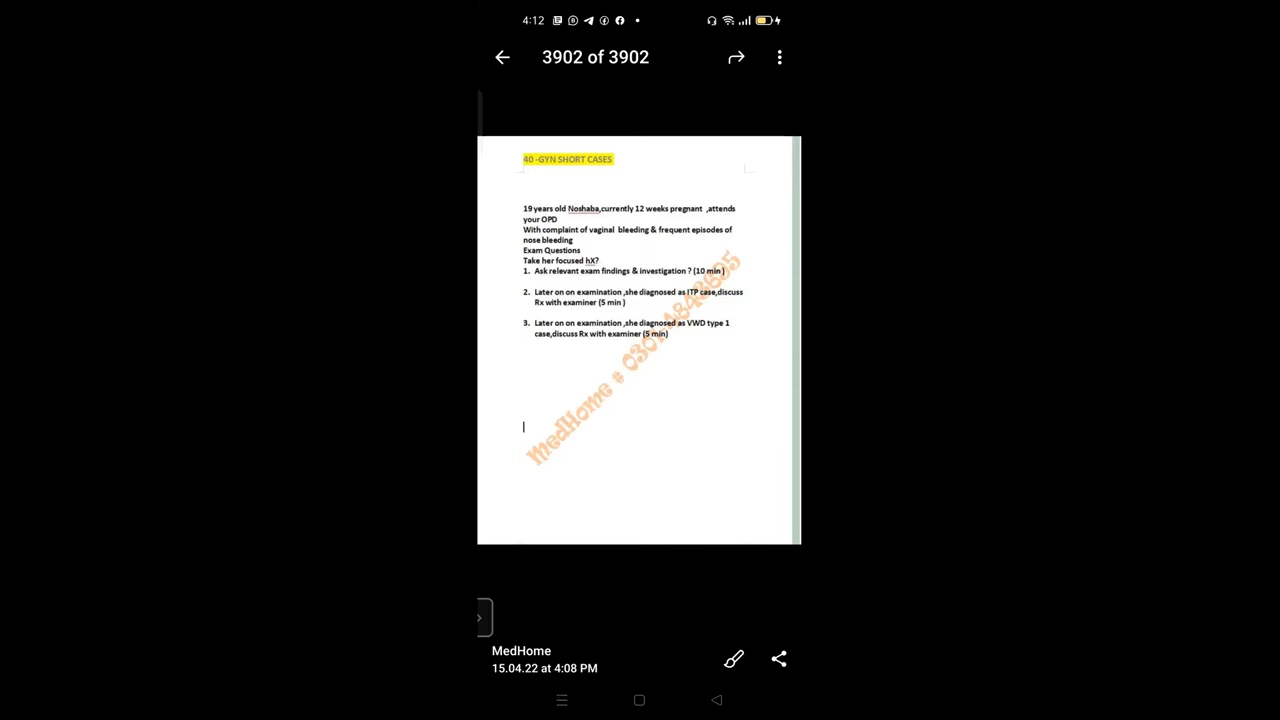 4:12
3902 of 3902
40 -GYN SHORT CASES
19 years old Noshaba,currently 12 weeks pregnant ,attends
your OPD
With complaint of vaginal bleeding & frequent episodes of
nose bleeding
Exam Questions
Take her focused hX?
1. Ask relevant exam findings & investigation ? (10 min )
2. Later on on examination ,she diagnosed as ITP case,discuss
Rx with examiner (5 min )
3. Later on on examination ,she diagnosed as VWD type 1
case,discuss Rx with examiner (5 min)
MedHome
15.04.22 at 4:08 PM